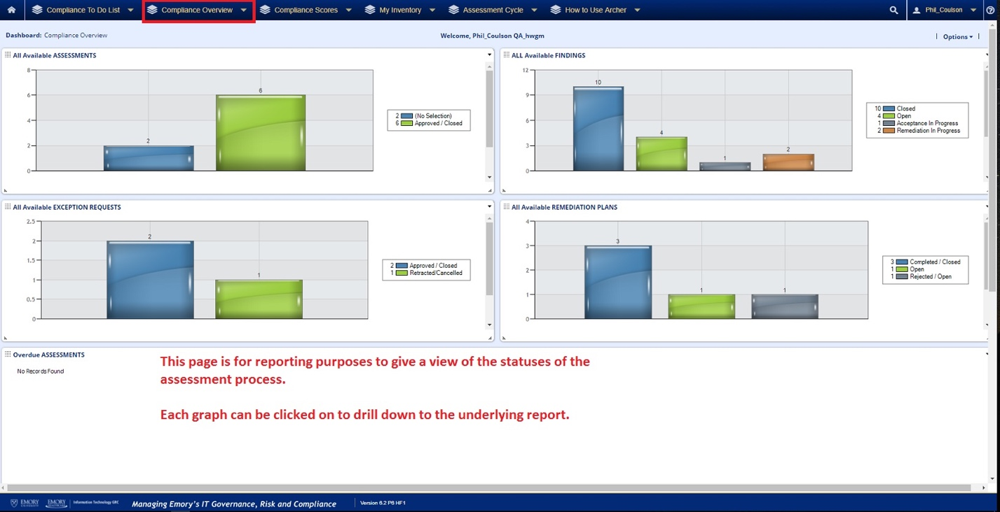 Compliance To Do List
Compliance Overview
Compliance Scores
My Inventory
Assessment Cycle
How to Use Archer
Phil_Coulson
Dashboard: Compliance Overview
Welcome, Phil_Coulson QA_hwgm
Options
All Available ASSESSMENTS
8
6
4
2
0
2
6
2 (No Selection)
6 Approved / Closed
ALL Available FINDINGS
12
9
6
3
0
10
4
1
2
10 Closed
4 Open
1 Acceptance In Progress
2 Remediation In Progress
All Available EXCEPTION REQUESTS
2.5
2
1.5
1
0.5
0
2
1
2 Approved / Closed
1 Retracted/Cancelled
All Available REMEDIATION PLANS
4
3
2
1
0
3
1
1
3 Completed / Closed
1 Open
1 Rejected / Open
Overdue ASSESSMENTS
No Records Found
This page is for reporting purposes to give a view of the statuses of the
assessment process.
Each graph can be clicked on to drill down to the underlying report.
EMORY
UNIVERSITY
EMORY
Information Technology GRC
Managing Emory's IT Governance, Risk and Compliance
Version 6.2 P6 HF1